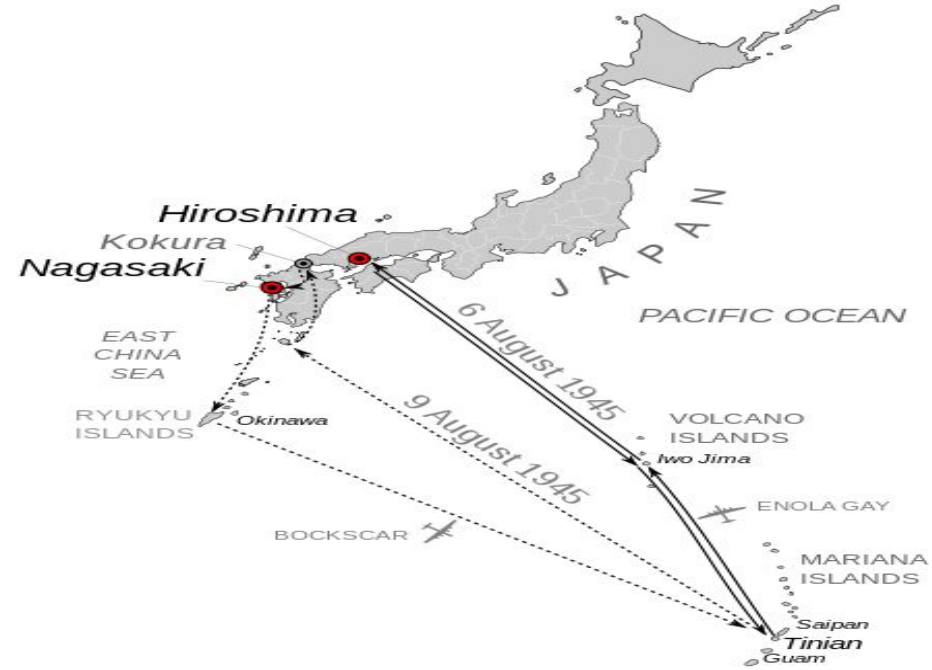 Hiroshima
Kokura
Nagasaki
JAPAN
PACIFIC OCEAN
6 August 1945
EAST
CHINA
SEA
9 August 1945
RYUKYU
ISLANDS
Okinawa
VOLCANO
ISLANDS
Iwo Jima
ENOLA GAY
BOCKSCAR
MARIANA
ISLANDS
Saipan
Tinian
Guam